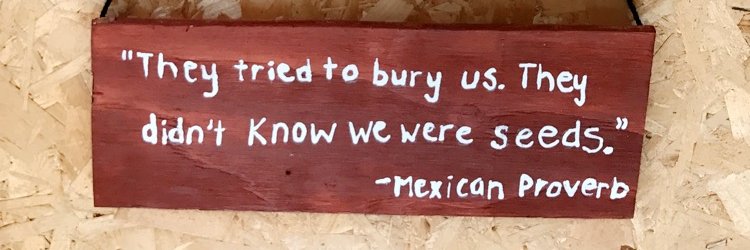 "They tried to bury us. They
didn't know we were seeds."
-Mexican Proverb